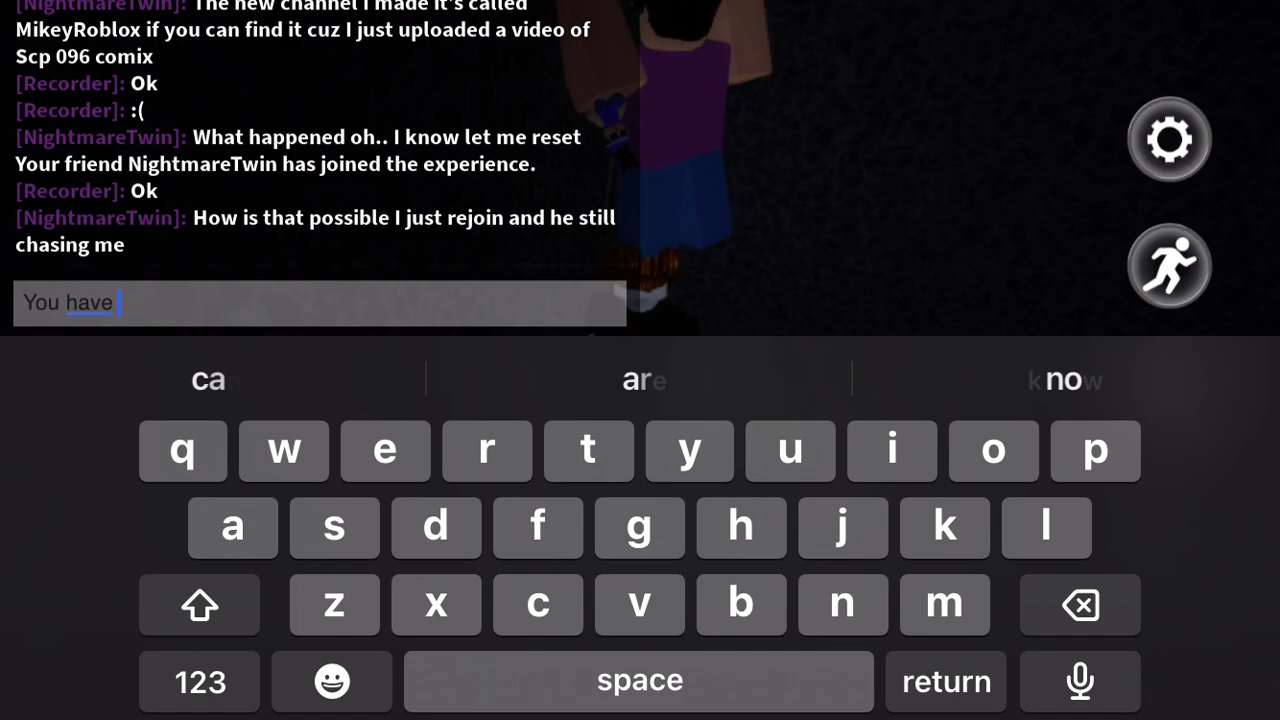 [NightmareTwin]: The new channel I made it's called
MikeyRoblox if you can find it cuz I just uploaded a video of
Scp 096 comix
[Recorder]: Ok
[Recorder]: :(
[NightmareTwin]: What happened oh.. I know let me reset
Your friend NightmareTwin has joined the experience.
[Recorder]: Ok
[NightmareTwin]: How is that possible I just rejoin and he still
chasing me
You have
can are know
q w e r t y u i o p
a s d f g h j k l
z x c v b n m
123 space return